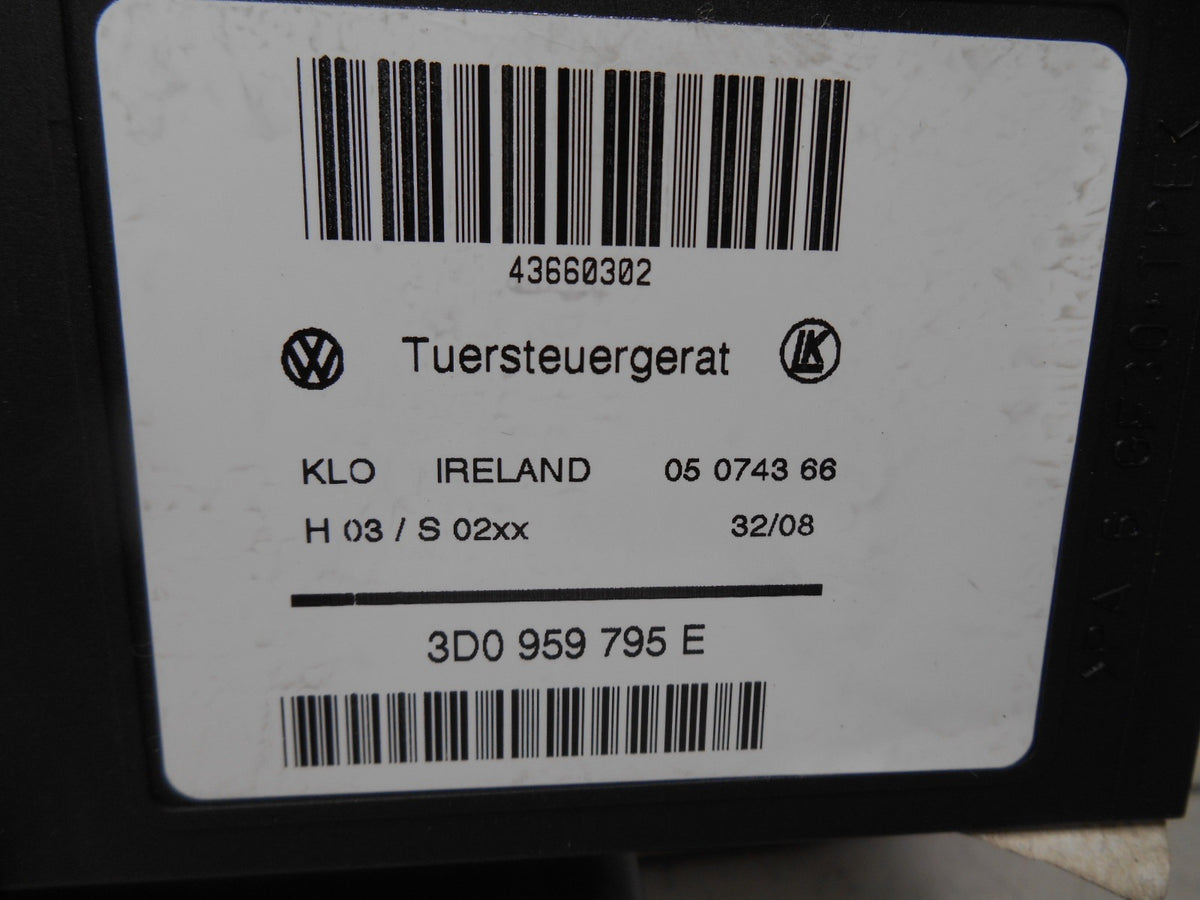 43660302
Tuersteuergerat
KLO IRELAND 05 0743 66
H 03 / S 02xx 32/08
3D0 959 795 E